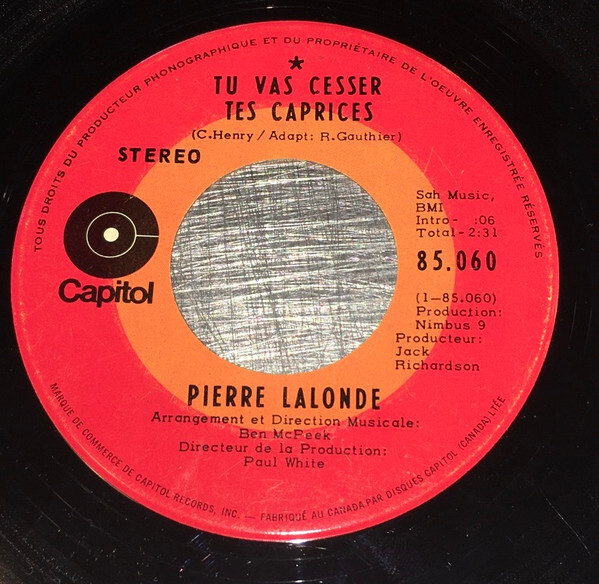 TOUS DROITS DU PRODUCTEUR PHONOGRAPHIQUE ET DU PROPRIÉTAIRE DE L'OEUVRE ENREGISTRÉE RÉSERVÉS
*
TU VAS CESSER
TES CAPRICES
(C.Henry / Adapt: R.Gauthier)
STEREO
Capitol
Sah Music,
BMI
Intro- :06
Total-2:31
85.060
(1-85.060)
Production:
Nimbus 9
Producteur:
Jack
Richardson
PIERRE LALONDE
Arrangement et Direction Musicale:
Ben McPeek
Directeur de la Production:
Paul White
MARQUE DE COMMERCE DE CAPITOL RECORDS, INC. — FABRIQUÉ AU CANADA PAR DISQUES CAPITOL (CANADA) LTÉE